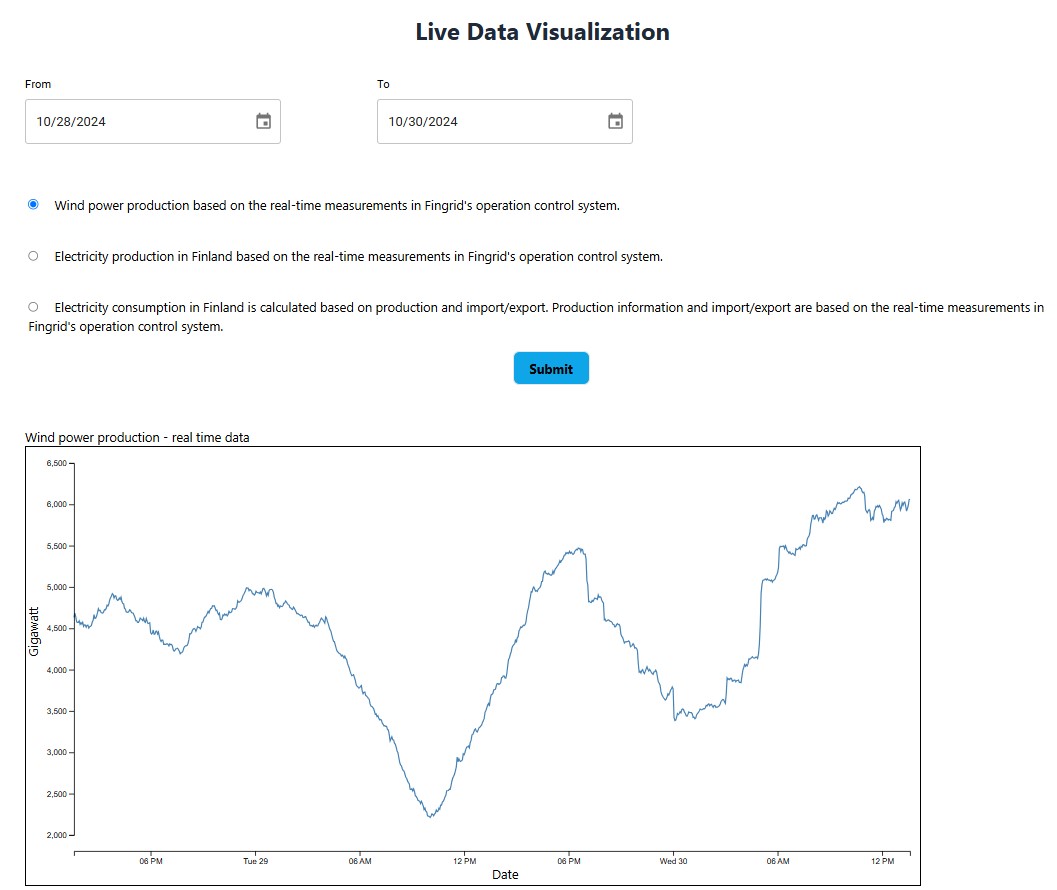 Live Data Visualization
From
To
10/28/2024
10/30/2024
Wind power production based on the real-time measurements in Fingrid's operation control system.
Electricity production in Finland based on the real-time measurements in Fingrid's operation control system.
Electricity consumption in Finland is calculated based on production and import/export. Production information and import/export are based on the real-time measurements in
Fingrid's operation control system.
Submit
Wind power production - real time data
6,500
6,000
5,500
5,000
4,500
4,000
3,500
3,000
2,500
2,000
Gigawatt
06 PM
Tue 29
06 AM
12 PM
06 PM
Wed 30
06 AM
12 PM
Date